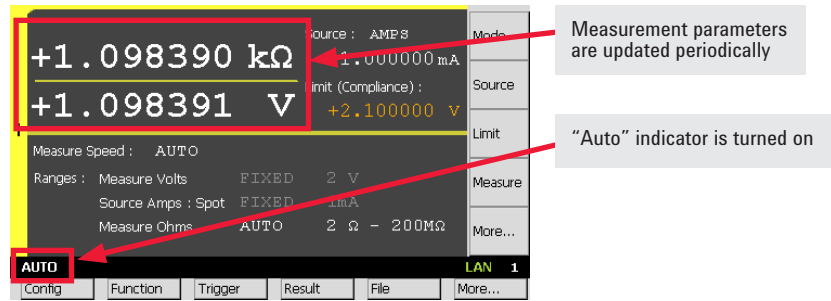 +1.098390 kΩ
+1.098391 V
Source : AMPS
1.000000 mA
Limit (Compliance) :
+2.100000 V
Mode
Source
Limit
Measure
More...
Measure Speed : AUTO
Ranges : Measure Volts FIXED 2 V
Source Amps : Spot FIXED 1mA
Measure Ohms AUTO 2 Ω - 200MΩ
AUTO
LAN 1
Config Function Trigger Result File More...
Measurement parameters
are updated periodically
“Auto” indicator is turned on